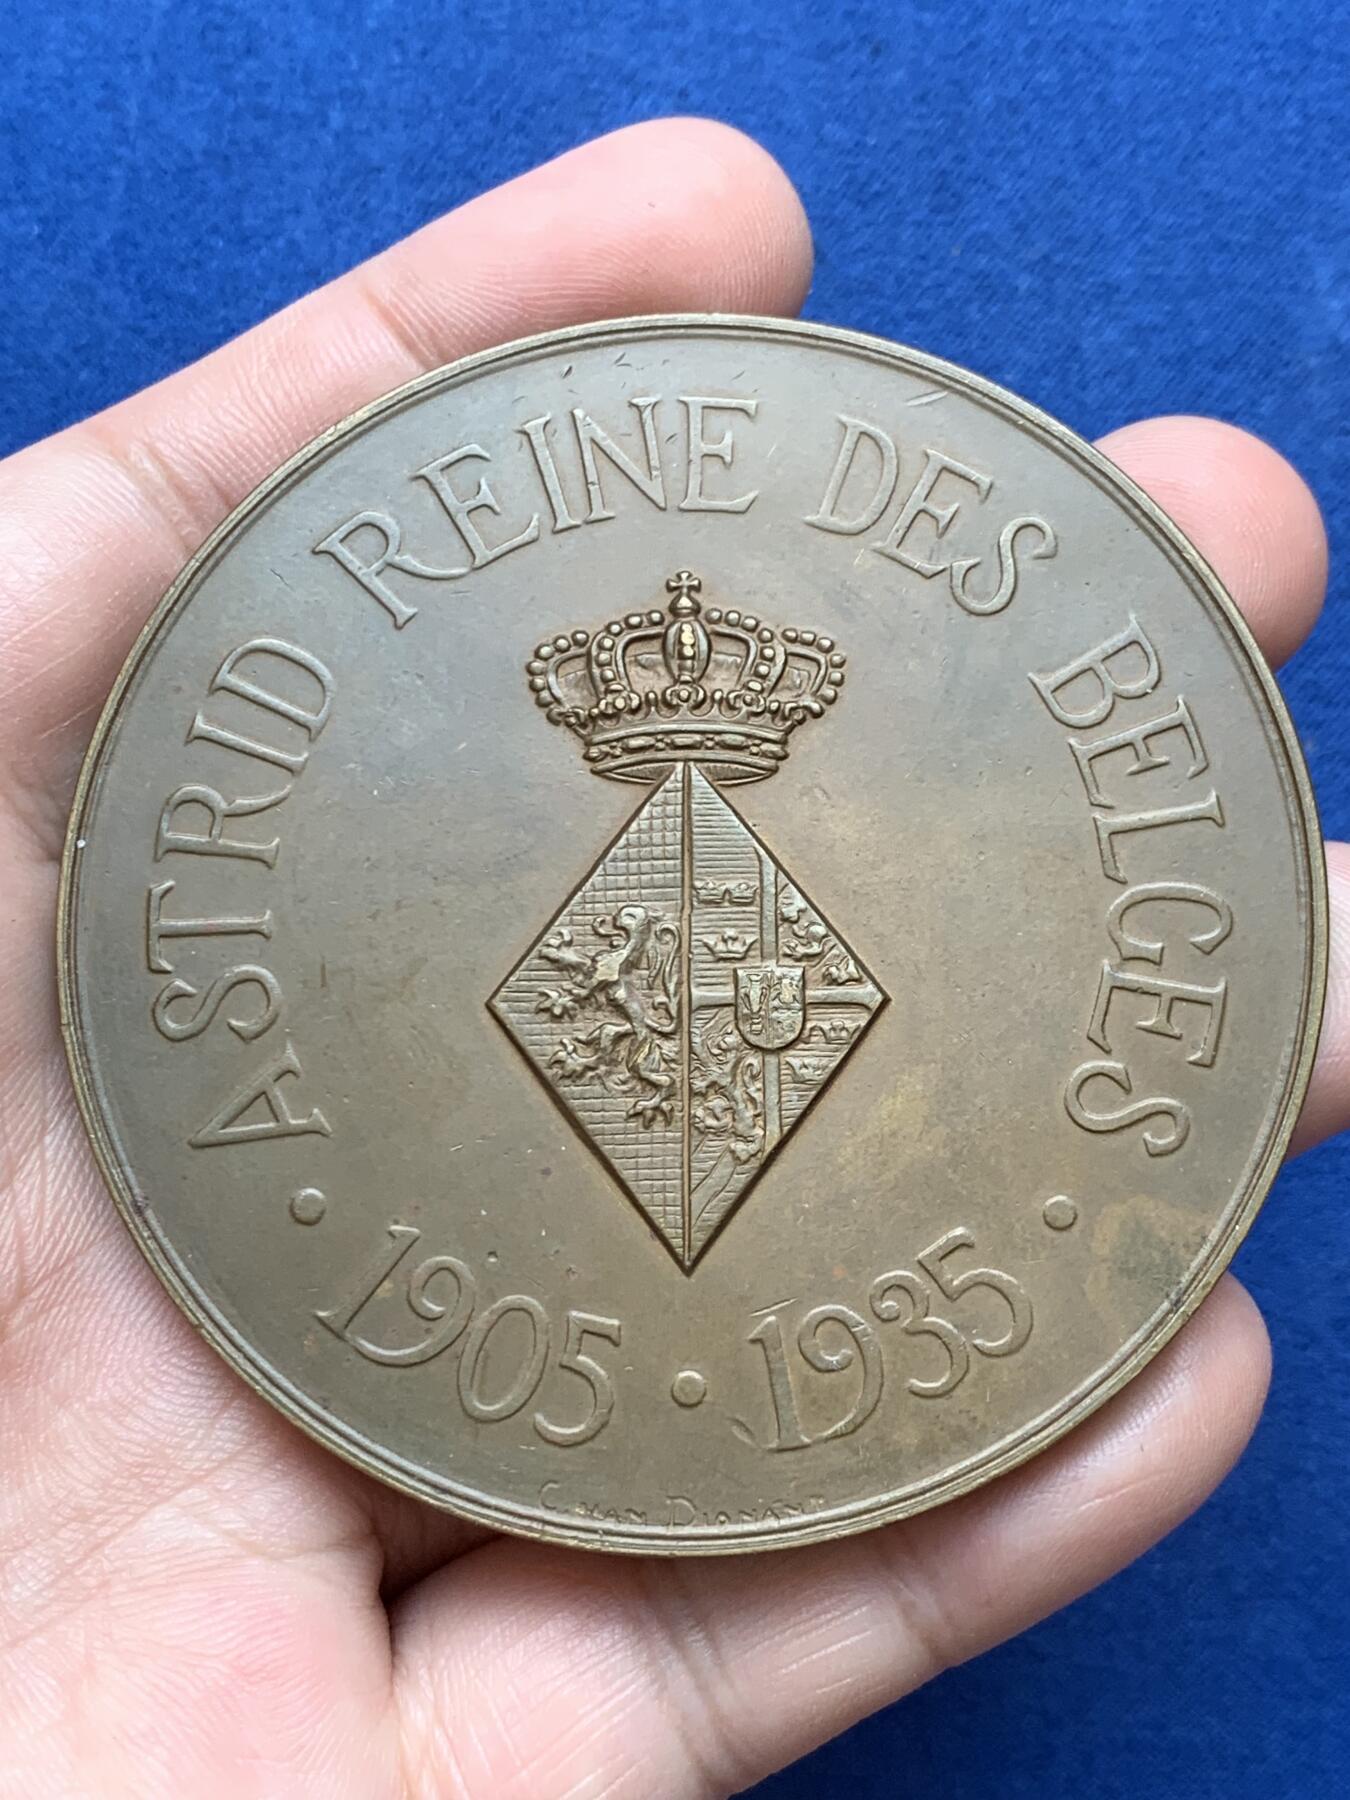 ASTRID REINE DES BELGES
· 1905 · 1935 ·